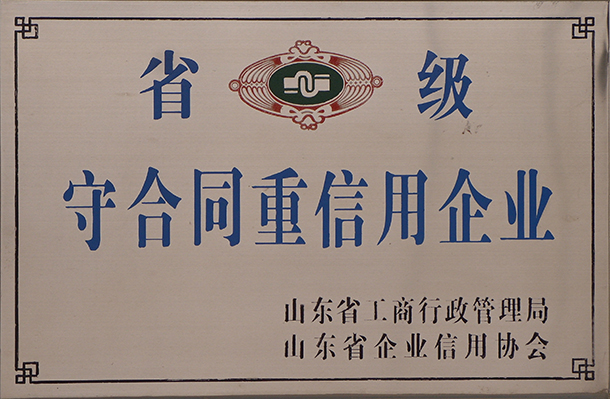 省 级
守合同重信用企业
山东省工商行政管理局
山东省企业信用协会